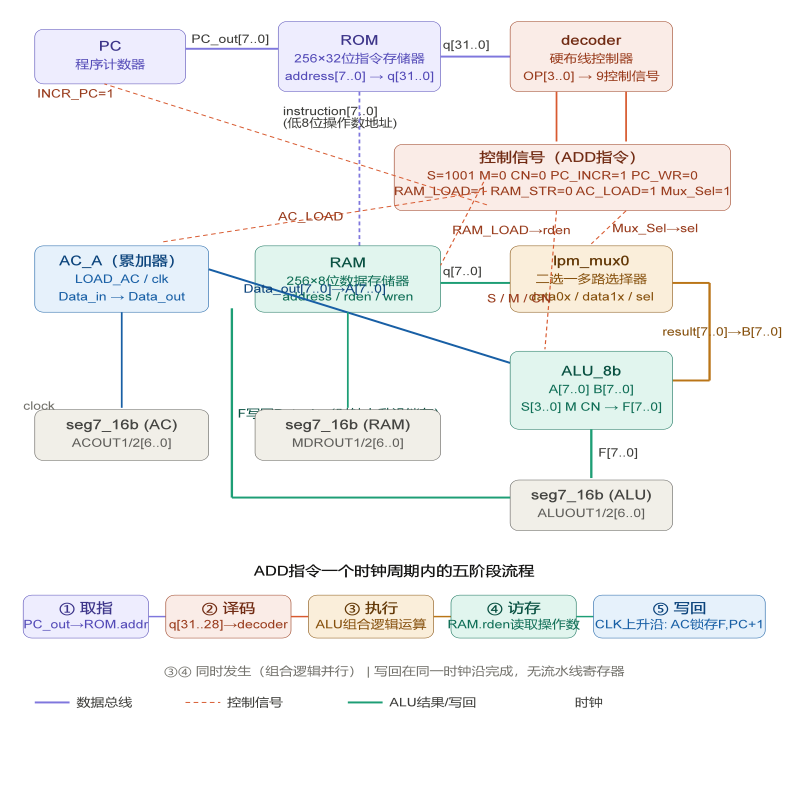 PC
程序计数器
PC_out[7..0]
ROM
256×32位指令存储器
address[7..0] → q[31..0]
q[31..0]
decoder
硬布线控制器
OP[3..0] → 9控制信号
INCR_PC=1
instruction[7..0]
(低8位操作数地址)
控制信号（ADD指令）
S=1001 M=0 CN=0 PC_INCR=1 PC_WR=0
RAM_LOAD=1 RAM_STR=0 AC_LOAD=1 Mux_Sel=1
AC_LOAD
RAM_LOAD→rden
Mux_Sel→sel
AC_A（累加器）
LOAD_AC / clk
Data_in → Data_out
RAM
256×8位数据存储器
address / rden / wren
Data_out[7..0]→A[7..0]
q[7..0]
lpm_mux0
二选一多路选择器
data0x / data1x / sel
S / M / CN
result[7..0]→B[7..0]
ALU_8b
A[7..0] B[7..0]
S[3..0] M CN → F[7..0]
clock
seg7_16b (AC)
ACOUT1/2[6..0]
seg7_16b (RAM)
MDROUT1/2[6..0]
F[7..0]
seg7_16b (ALU)
ALUOUT1/2[6..0]
ADD指令一个时钟周期内的五阶段流程
① 取指
PC_out→ROM.addr
② 译码
q[31..28]→decoder
③ 执行
ALU组合逻辑运算
④ 访存
RAM.rden读取操作数
⑤ 写回
CLK上升沿: AC锁存F,PC+1
③④ 同时发生（组合逻辑并行）| 写回在同一时钟沿完成，无流水线寄存器
数据总线
控制信号
ALU结果/写回
时钟